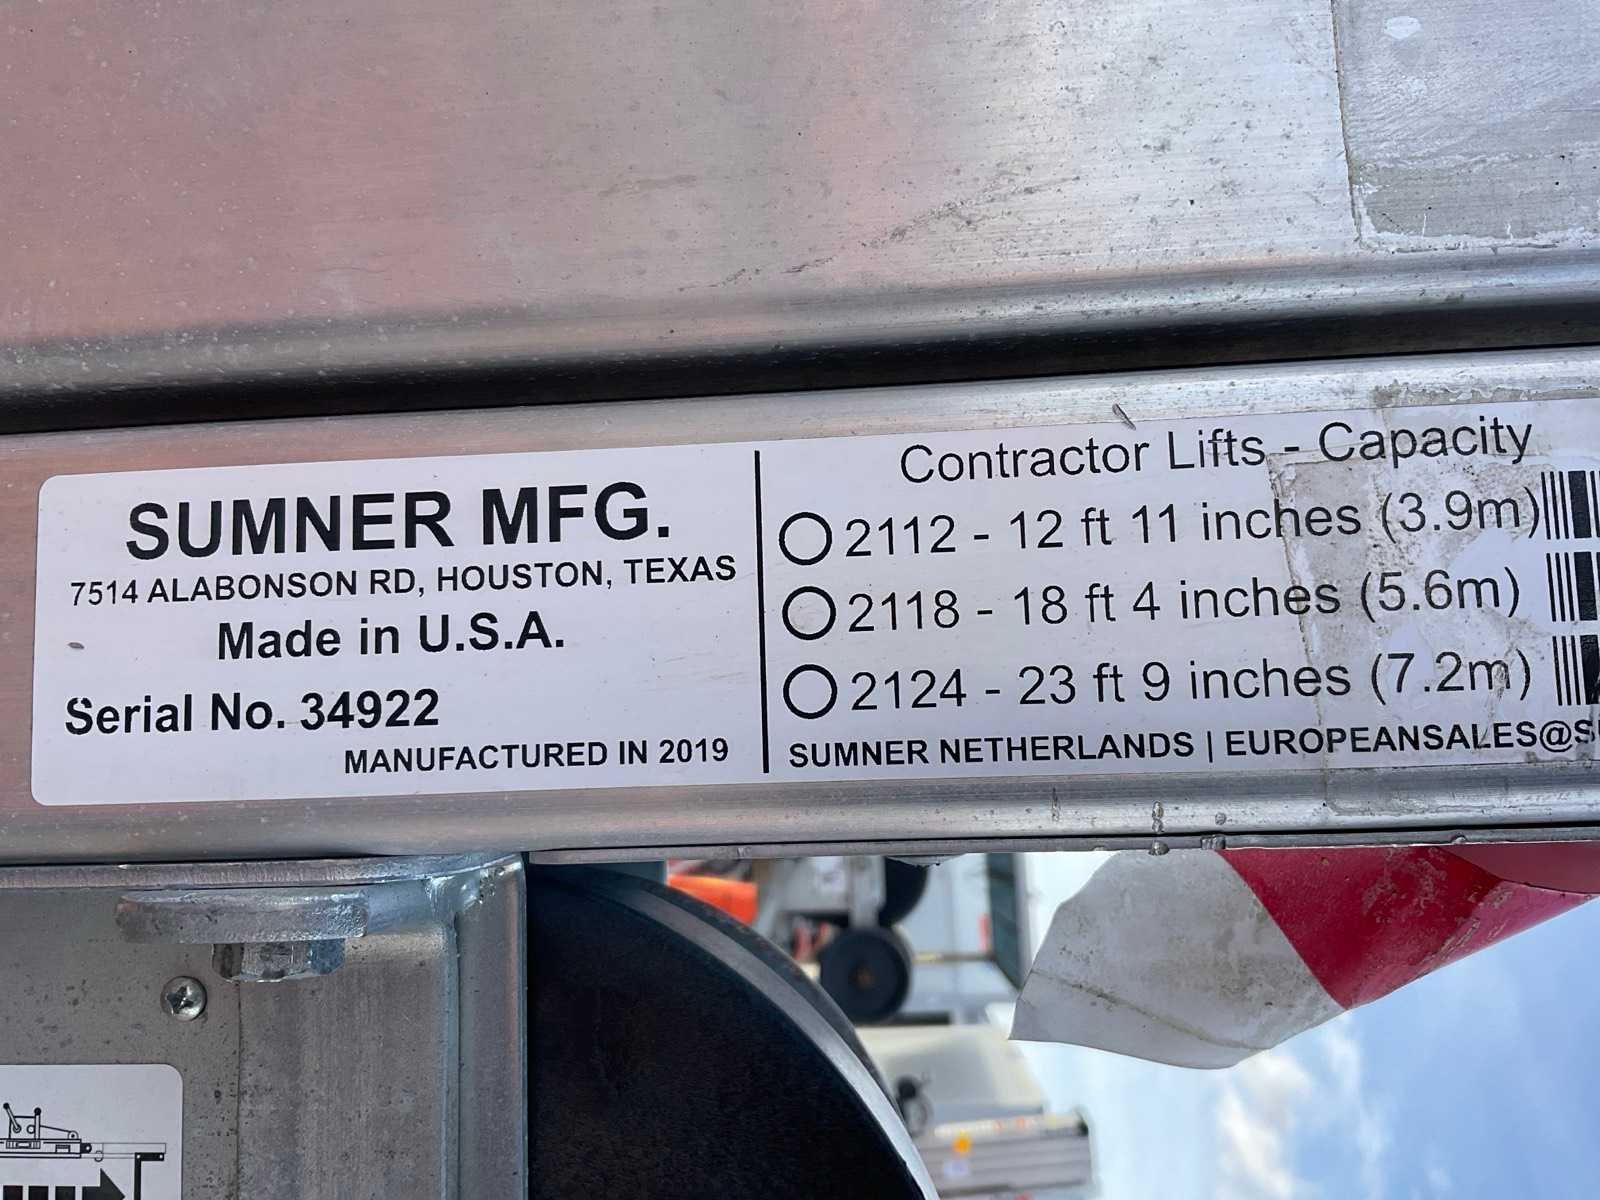 SUMNER MFG.
7514 ALABONSON RD, HOUSTON, TEXAS
Made in U.S.A.
Serial No. 34922
MANUFACTURED IN 2019
Contractor Lifts - Capacity
2112 - 12 ft 11 inches (3.9m)
2118 - 18 ft 4 inches (5.6m)
2124 - 23 ft 9 inches (7.2m)
SUMNER NETHERLANDS | EUROPEANSALES@S